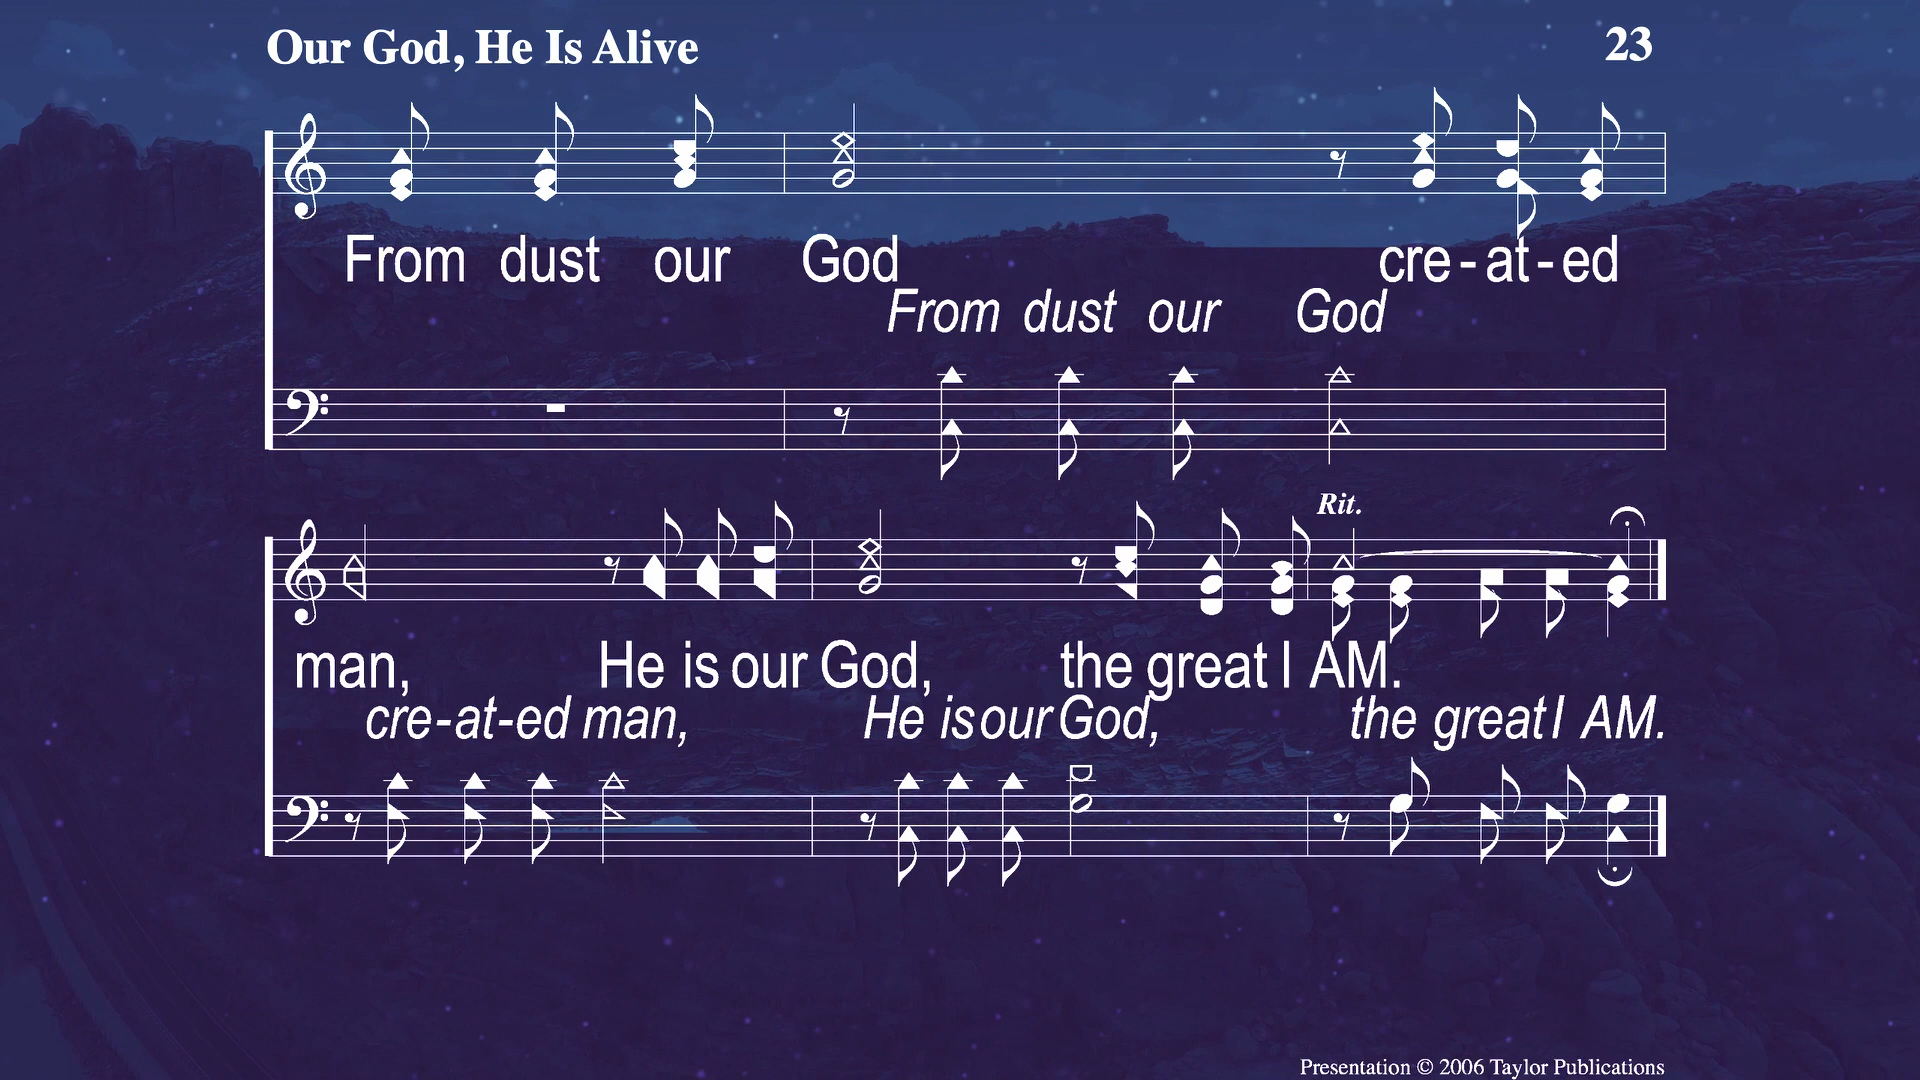 Our God, He Is Alive 23
From dust our God cre-at-ed
From dust our God
Rit.
man, He is our God, the great I AM.
cre-at-ed man, He is our God, the great I AM.
Presentation © 2006 Taylor Publications